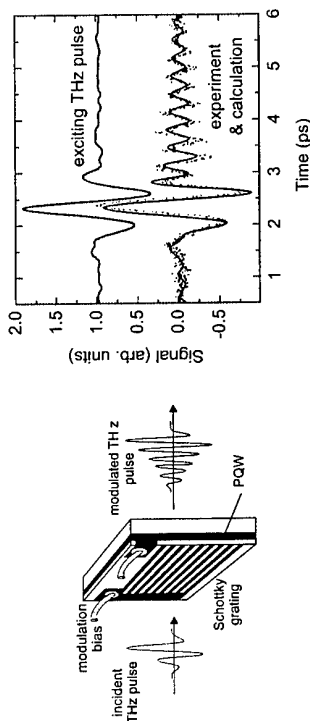 modulation
bias
incident
THz pulse
modulated THz
pulse
Schottky
grating
PQW
Signal (arb. units)
2.0
1.5
1.0
0.5
0.0
-0.5
exciting THz pulse
experiment
& calculation
1
2
3
4
5
6
Time (ps)